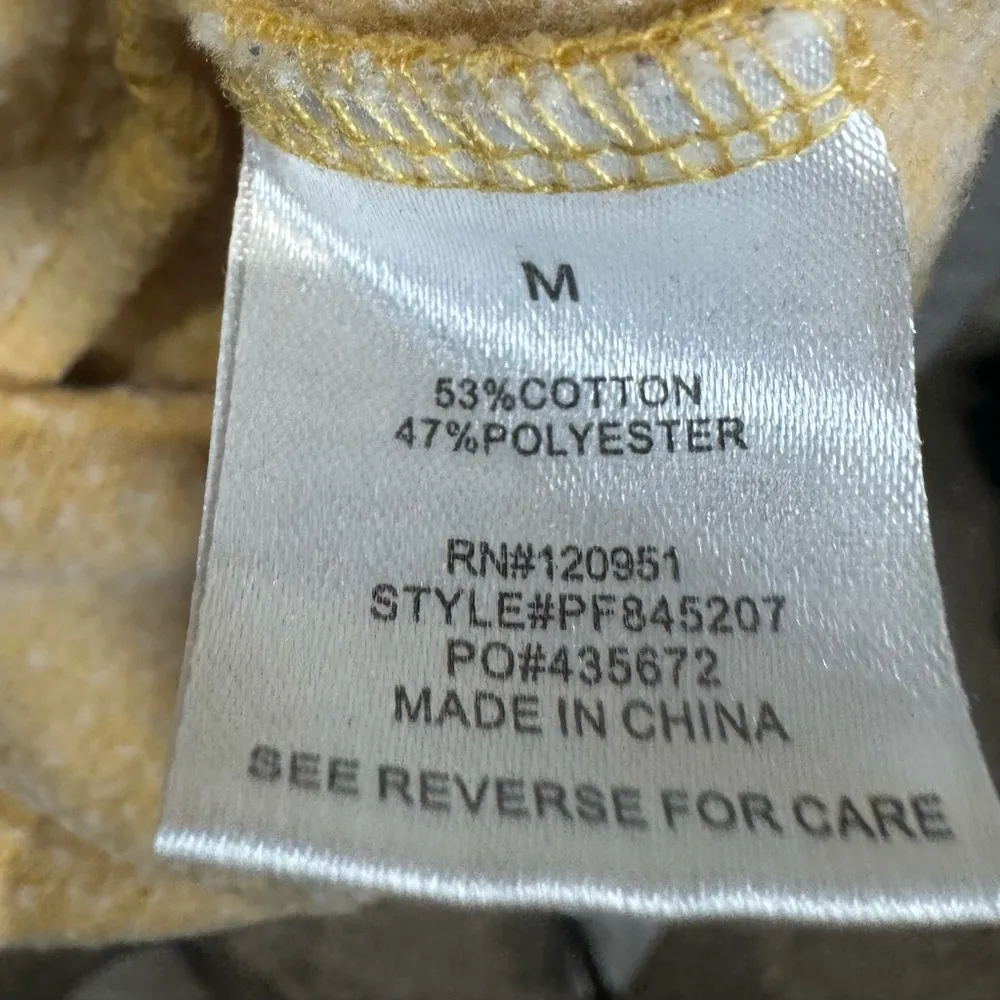 M
53%COTTON
47%POLYESTER
RN#120951
STYLE#PF845207
PO#435672
MADE IN CHINA
SEE REVERSE FOR CARE